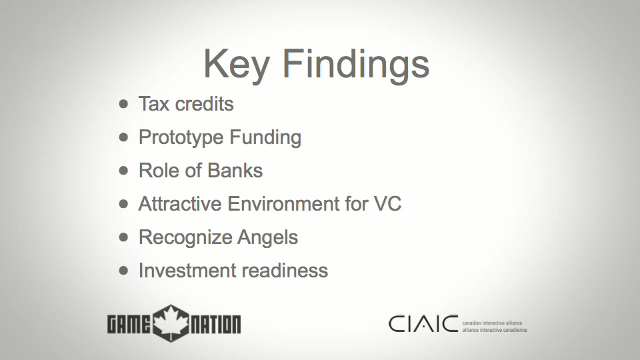 Key Findings
• Tax credits
• Prototype Funding
• Role of Banks
• Attractive Environment for VC
• Recognize Angels
• Investment readiness
GAME NATION
CIAIC
canadian interactive alliance
alliance interactive canadienne